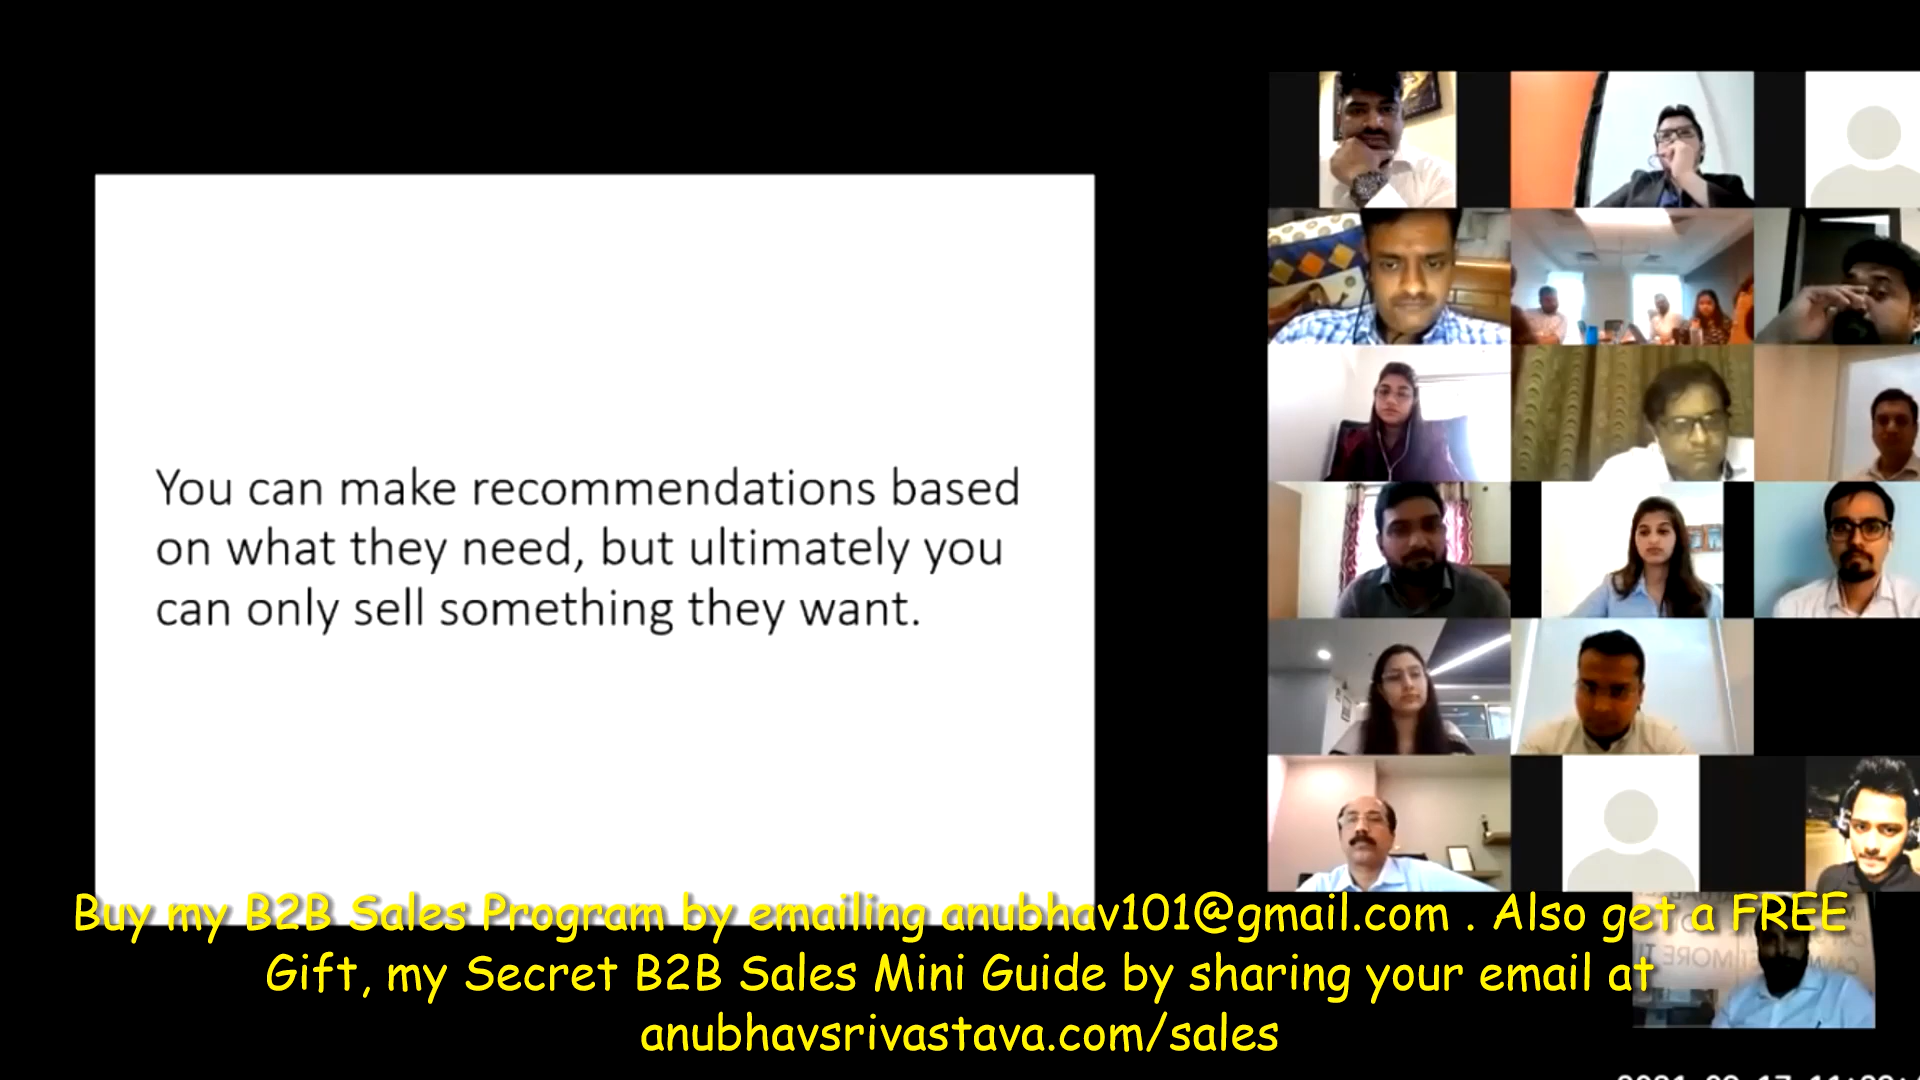 You can make recommendations based
on what they need, but ultimately you
can only sell something they want.
Buy my B2B Sales Program by emailing anubhav101@gmail.com . Also get a FREE
Gift, my Secret B2B Sales Mini Guide by sharing your email at
anubhavsrivastava.com/sales